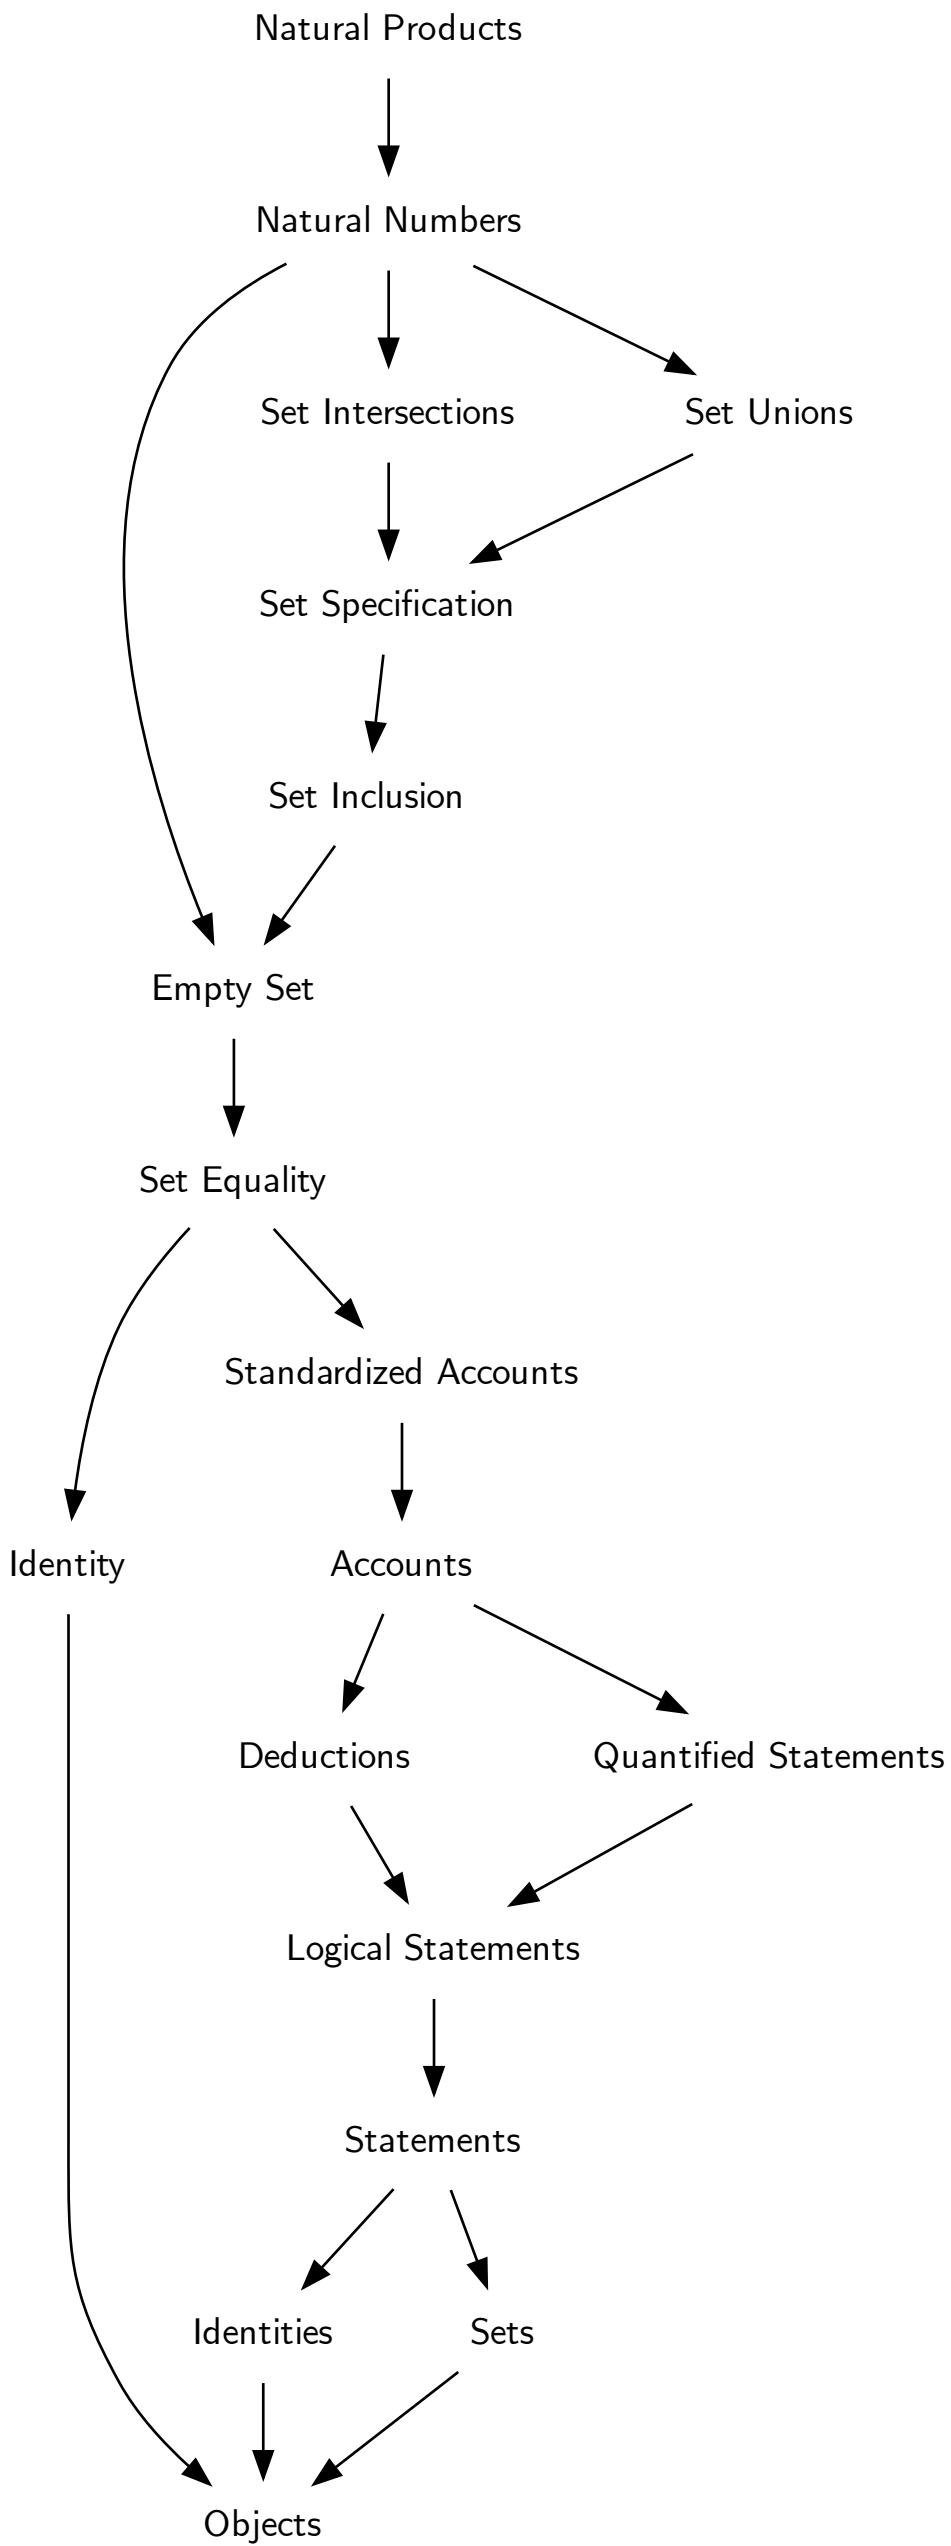 Natural Products
Natural Numbers
Set Intersections
Set Unions
Set Specification
Set Inclusion
Empty Set
Set Equality
Standardized Accounts
Identity
Accounts
Deductions
Quantified Statements
Logical Statements
Statements
Identities
Sets
Objects